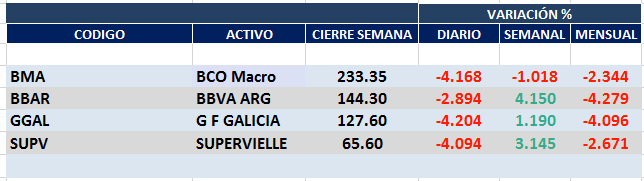 VARIACIÓN %
CODIGO ACTIVO CIERRE SEMANA DIARIO SEMANAL MENSUAL
BMA BCO Macro 233.35 -4.168 -1.018 -2.344
BBAR BBVA ARG 144.30 -2.894 4.150 -4.279
GGAL G F GALICIA 127.60 -4.204 1.190 -4.096
SUPV SUPERVIELLE 65.60 -4.094 3.145 -2.671